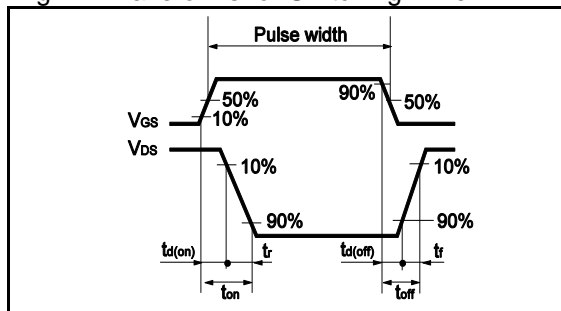 Pulse width
90%
50%
50%
10%
VGS
VDS
10%
10%
90%
90%
td(on)
tr
td(off)
tf
ton
toff